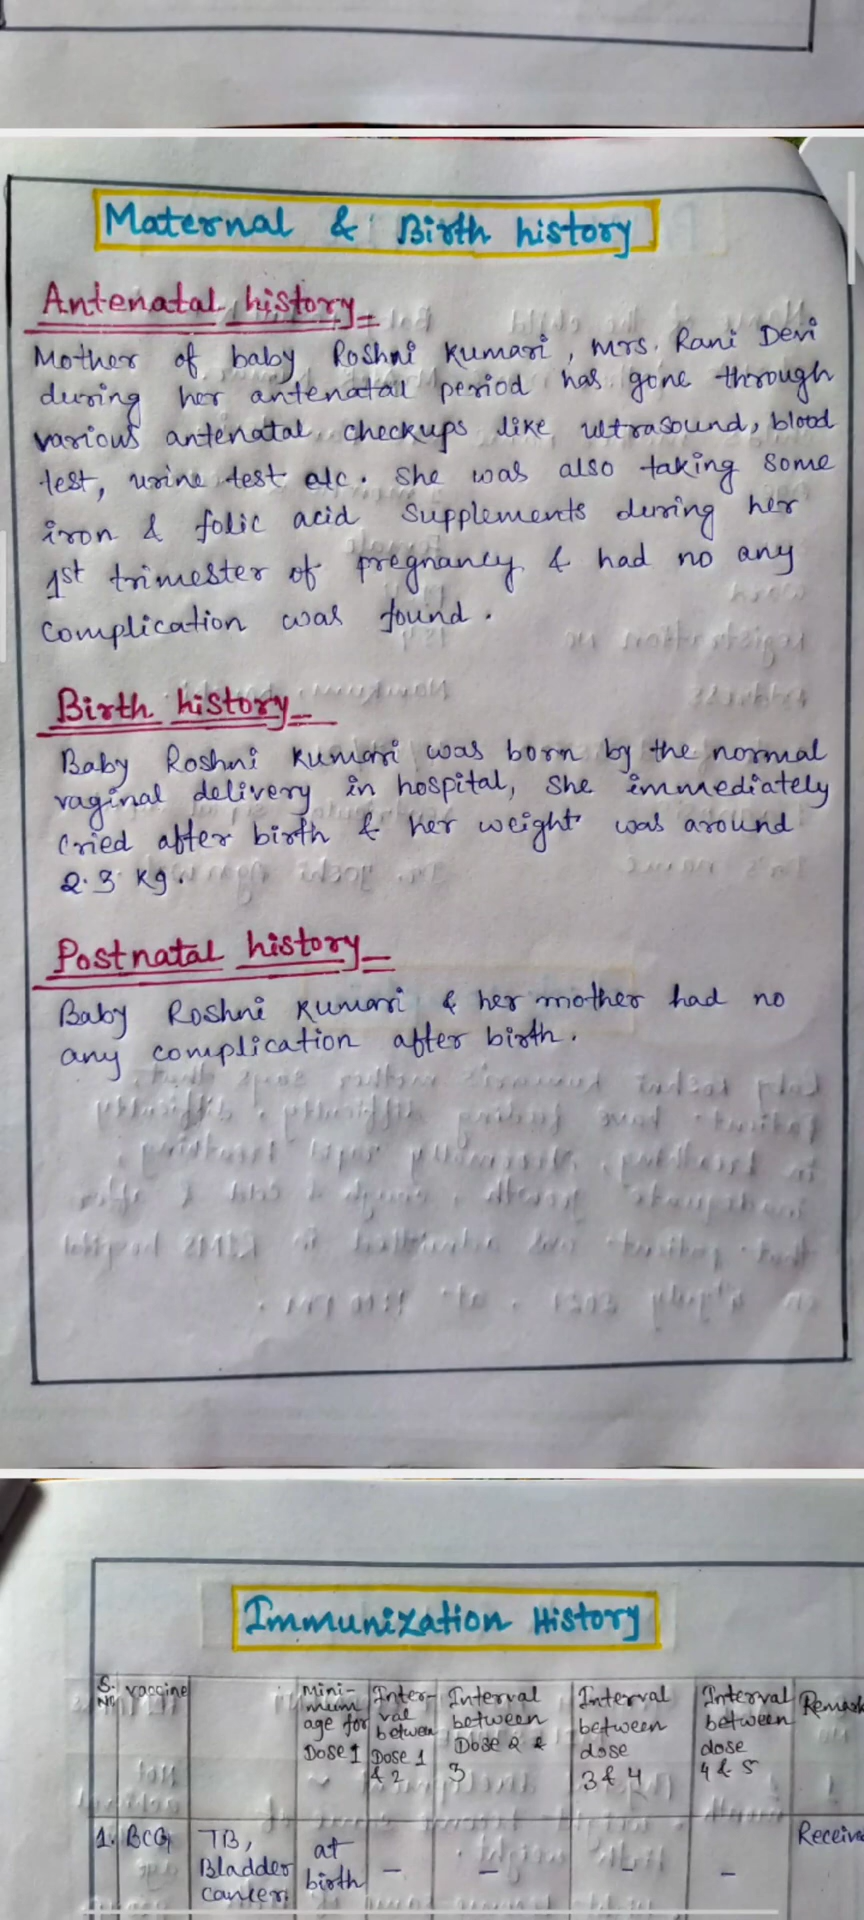 Maternal & Birth history
Antenatal history
Mother of baby Roshni Kumari, Mrs. Rani Devi
during her antenatal period has gone through
various antenatal checkups like ultrasound, blood
test, urine test etc. She was also taking some
iron & folic acid supplements during her
1st trimester of pregnancy & had no any
complication was found.
Birth history
Baby Roshni Kumari was born by the normal
vaginal delivery in hospital, She immediately
cried after birth & her weight was around
2.3 kg.
Postnatal history
Baby Roshni Kumari & her mother had no
any complication after birth.
Immunization History
S. No. Vaccine Mini- Inter- Interval Interval Interval Remark
mum val between between between
age for between Dose 2 & dose dose
Dose 1 Dose 1 3 3 & 4 4 & 5
& 2
1. BCG TB, at - - - - Receive
Bladder birth
cancer